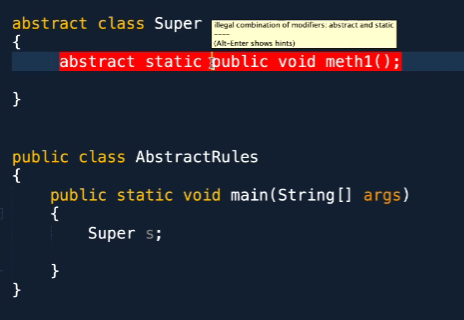 abstract class Super
illegal combination of modifiers: abstract and static
----
(Alt-Enter shows hints)
{
abstract static public void meth1();
}
public class AbstractRules
{
public static void main(String[] args)
{
Super s;
}
}